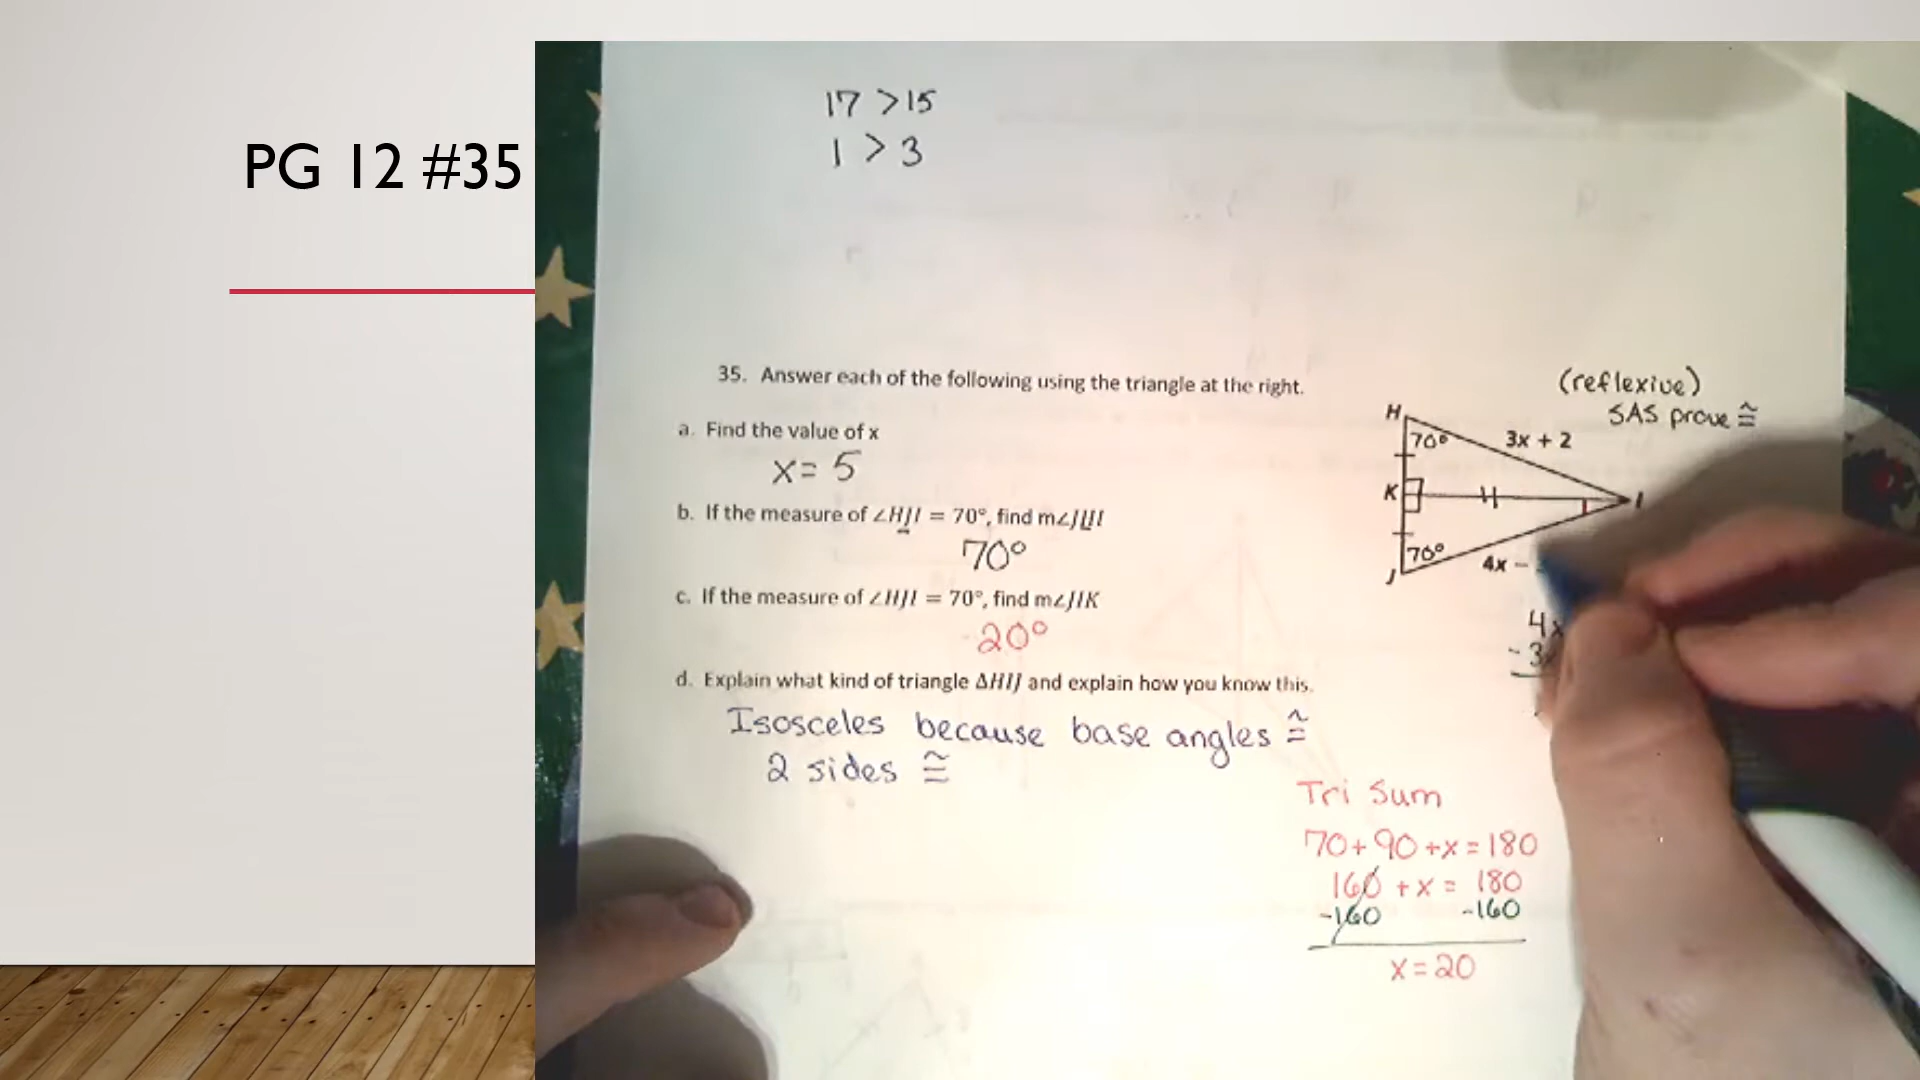 PG 12 #35
17 > 15
1 > 3
35. Answer each of the following using the triangle at the right.
a. Find the value of x
x = 5
b. If the measure of ∠HJI = 70°, find m∠JHI
70°
c. If the measure of ∠HJI = 70°, find m∠JIK
20°
d. Explain what kind of triangle ΔHIJ and explain how you know this.
Isosceles because base angles ≅
2 sides ≅
(reflexive)
SAS prove ≅
H
70°
3x + 2
K
I
70°
J
4x –
4x
- 3
Tri Sum
70 + 90 + x = 180
160 + x = 180
-160 -160
x = 20